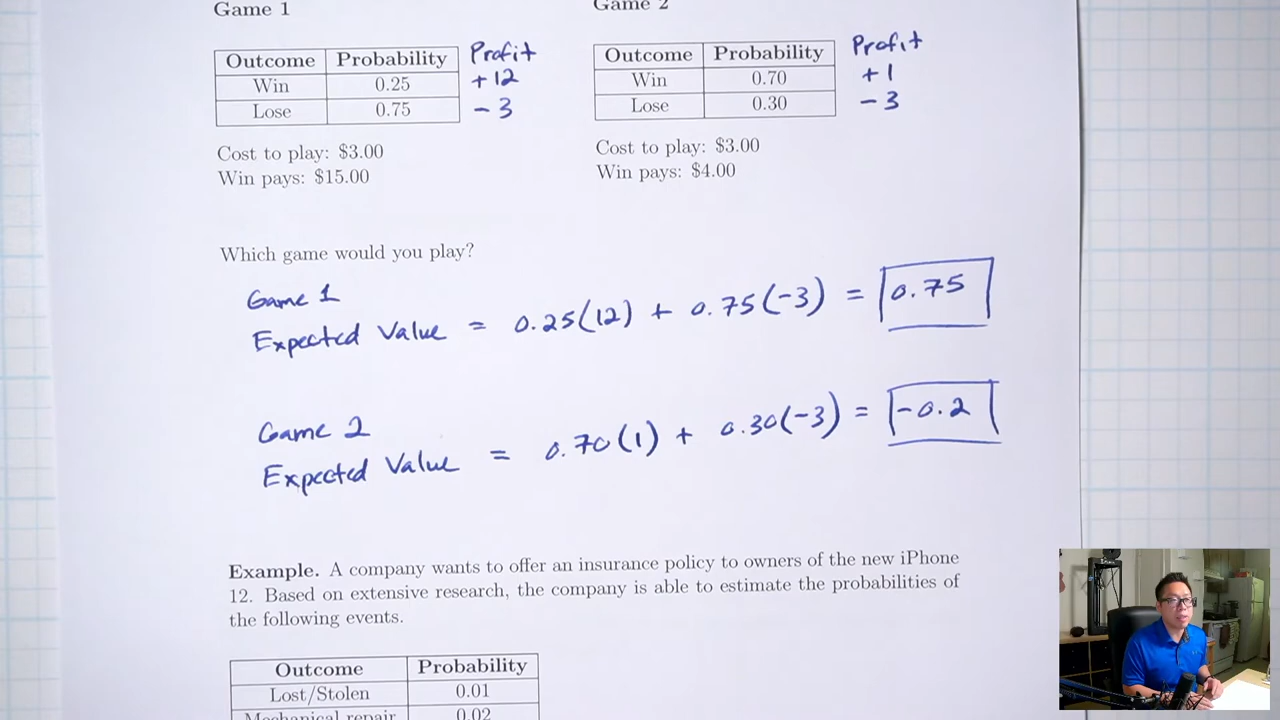 Game 1
Game 2
Outcome Probability Profit
Win 0.25 +12
Lose 0.75 -3
Outcome Probability Profit
Win 0.70 +1
Lose 0.30 -3
Cost to play: $3.00
Win pays: $15.00
Cost to play: $3.00
Win pays: $4.00
Which game would you play?
Game 1
Expected Value = 0.25(12) + 0.75(-3) = 0.75
Game 2
Expected Value = 0.70(1) + 0.30(-3) = -0.2
Example. A company wants to offer an insurance policy to owners of the new iPhone
12. Based on extensive research, the company is able to estimate the probabilities of
the following events.
Outcome Probability
Lost/Stolen 0.01
Mechanical repair 0.02